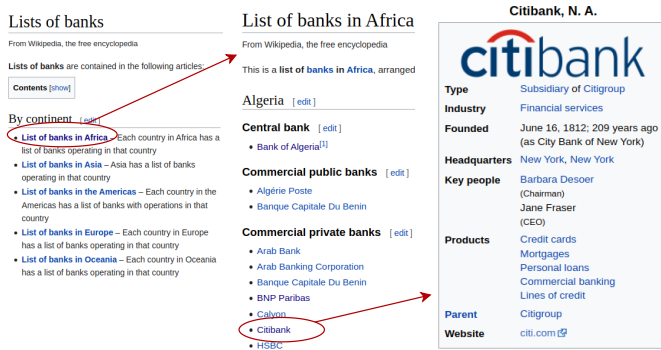 Lists of banks
From Wikipedia, the free encyclopedia
Lists of banks are contained in the following articles:
Contents [show]
By continent [ edit ]
List of banks in Africa – Each country in Africa has a
list of banks operating in that country
List of banks in Asia – Asia has a list of banks
operating in that country
List of banks in the Americas – Each country in the
Americas has a list of banks with operations in that
country
List of banks in Europe – Each country in Europe
has a list of banks operating in that country
List of banks in Oceania – Each country in Oceania
has a list of banks operating in that country
List of banks in Africa
From Wikipedia, the free encyclopedia
This is a list of banks in Africa, arranged
Algeria [ edit ]
Central bank [ edit ]
Bank of Algeria[1]
Commercial public banks [ edit ]
Algérie Poste
Banque Capitale Du Benin
Commercial private banks [ edit ]
Arab Bank
Arab Banking Corporation
Banque Capitale Du Benin
BNP Paribas
Calyon
Citibank
HSBC
Citibank, N. A.
citibank
Type Subsidiary of Citigroup
Industry Financial services
Founded June 16, 1812; 209 years ago
(as City Bank of New York)
Headquarters New York, New York
Key people Barbara Desoer
(Chairman)
Jane Fraser
(CEO)
Products Credit cards
Mortgages
Personal loans
Commercial banking
Lines of credit
Parent Citigroup
Website citi.com